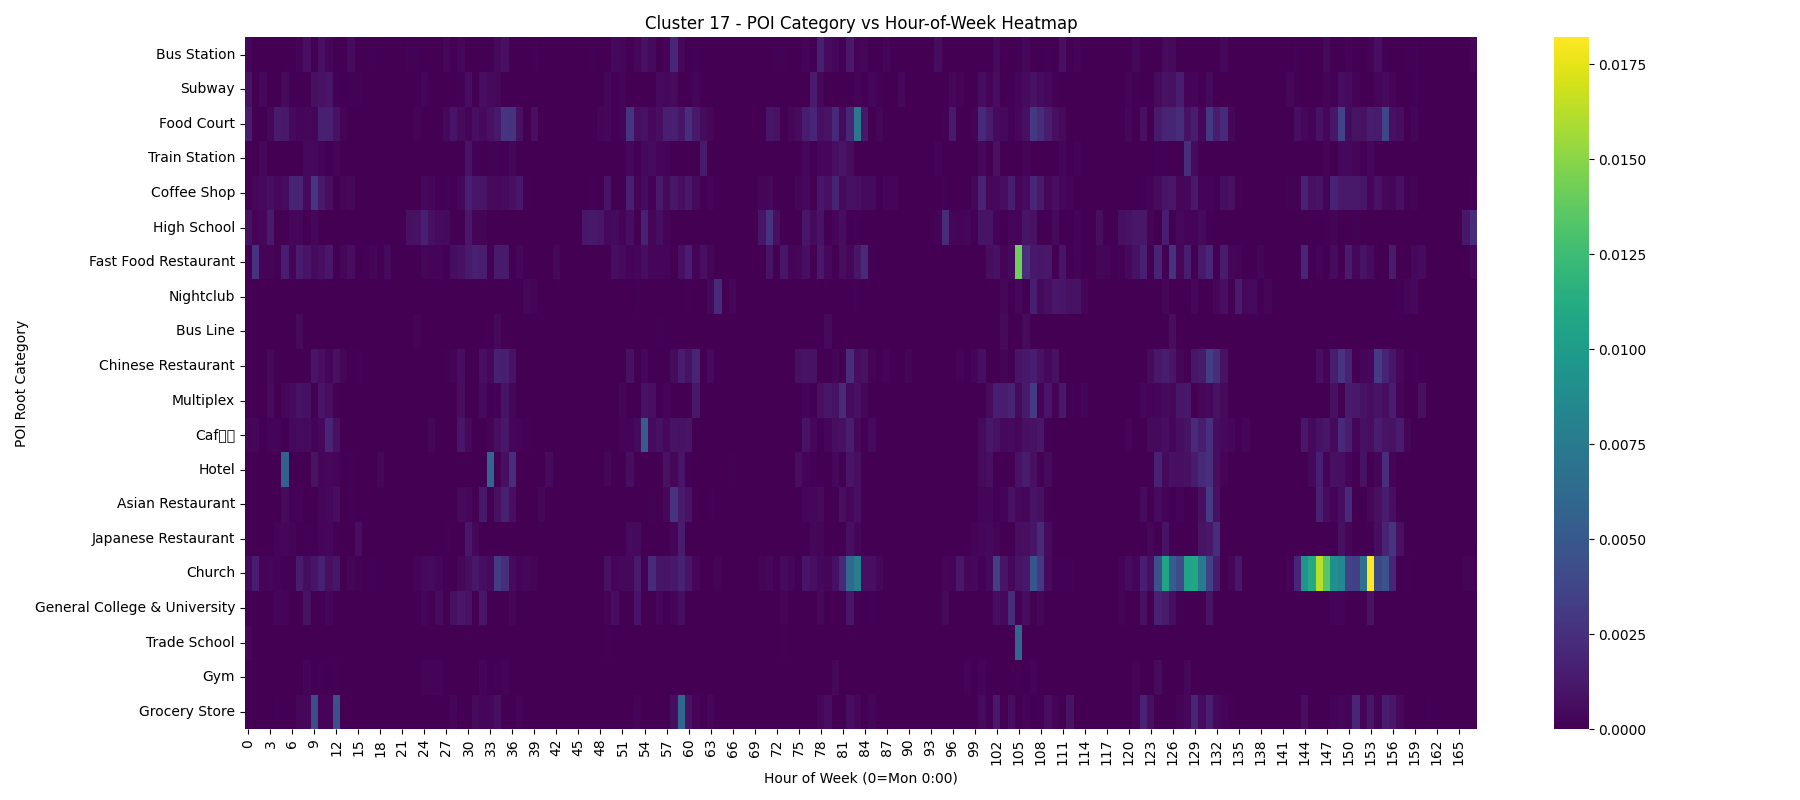 Cluster 17 - POI Category vs Hour-of-Week Heatmap
POI Root Category
Bus Station
Subway
Food Court
Train Station
Coffee Shop
High School
Fast Food Restaurant
Nightclub
Bus Line
Chinese Restaurant
Multiplex
Caf▯▯
Hotel
Asian Restaurant
Japanese Restaurant
Church
General College & University
Trade School
Gym
Grocery Store
0 3 6 9 12 15 18 21 24 27 30 33 36 39 42 45 48 51 54 57 60 63 66 69 72 75 78 81 84 87 90 93 96 99 102 105 108 111 114 117 120 123 126 129 132 135 138 141 144 147 150 153 156 159 162 165
Hour of Week (0=Mon 0:00)
0.0175
0.0150
0.0125
0.0100
0.0075
0.0050
0.0025
0.0000